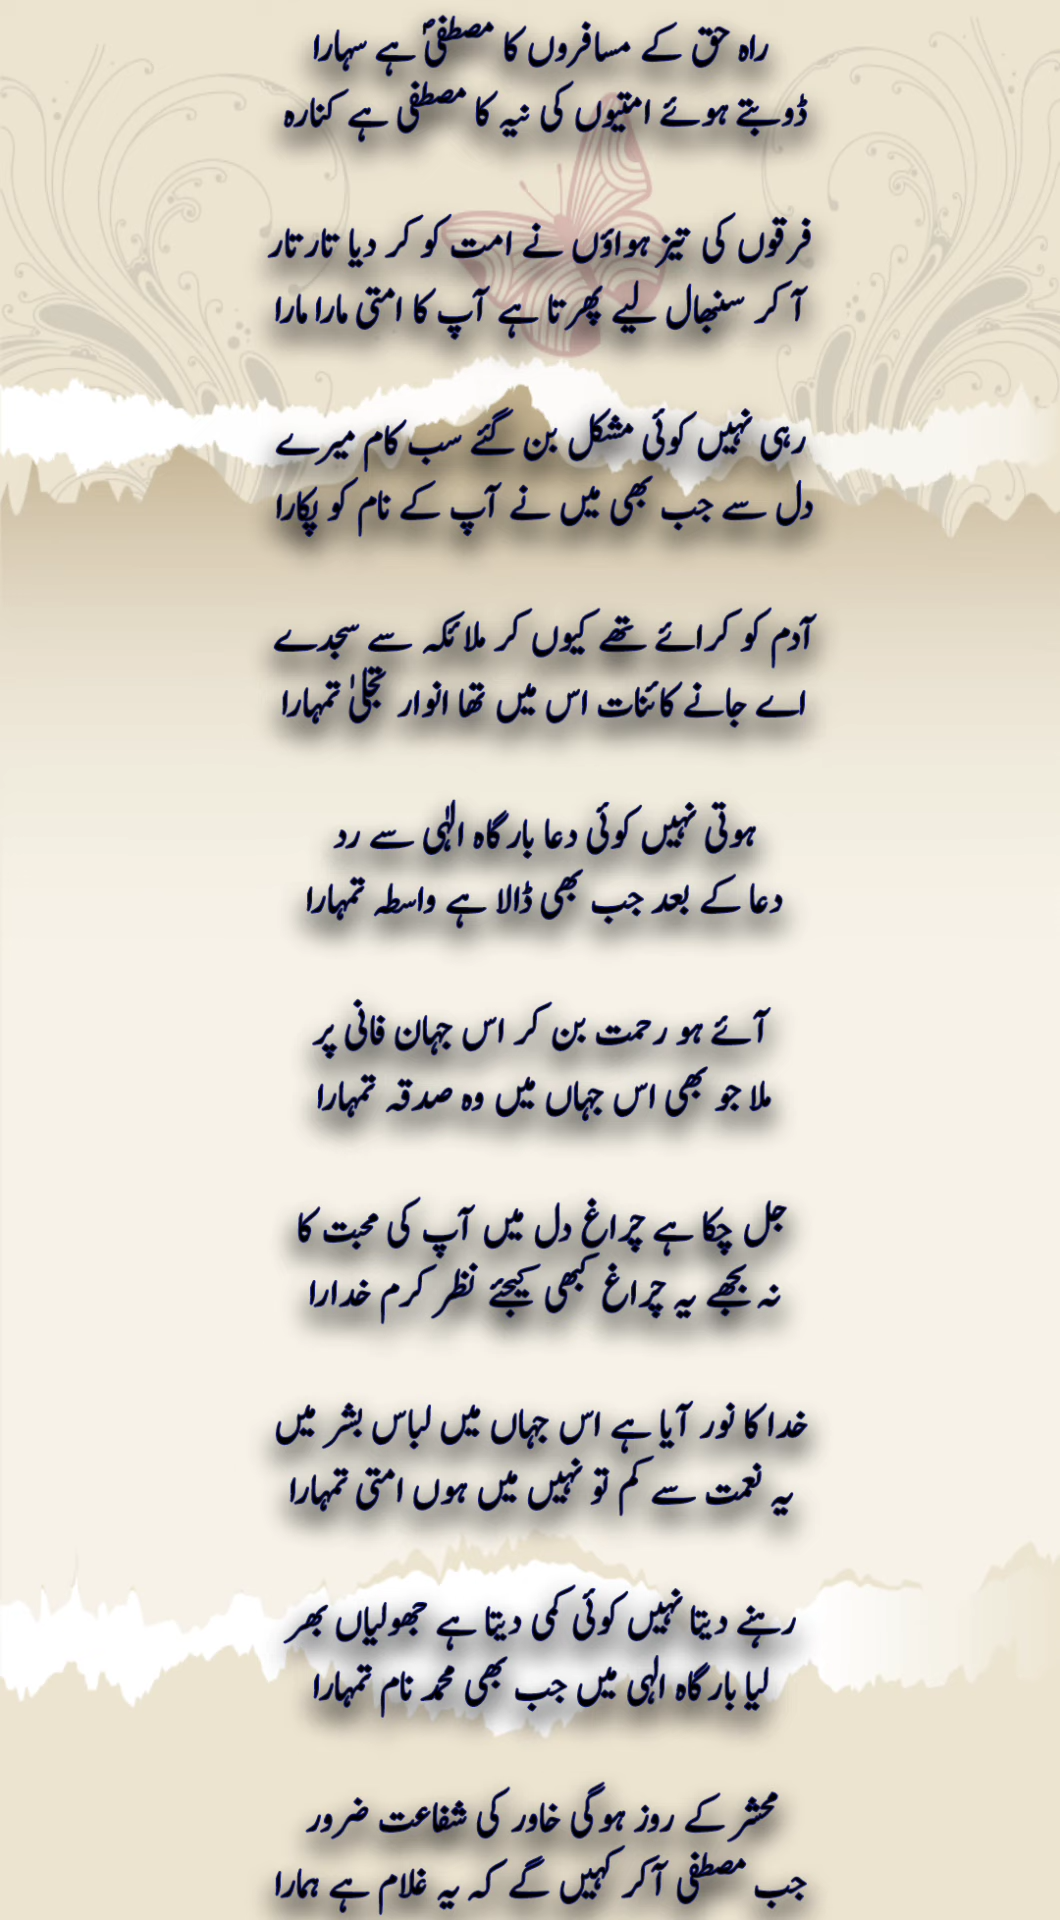 راہ حق کے مسافروں کا مصطفیؐ ہے سہارا
ڈوبتے ہوئے امتیوں کی نیہ کا مصطفی ہے کنارہ
فرقوں کی تیز ہواؤں نے امت کو کر دیا تار تار
آ کر سنبھال لیے پھرتا ہے آپ کا امتی مارا مارا
رہی نہیں کوئی مشکل بن گئے سب کام میرے
دل سے جب بھی میں نے آپ کے نام کو پکارا
آدم کو کرائے تھے کیوں کر ملائکہ سے سجدے
اے جانے کائنات اس میں تھا انوار تجلیٰ تمہارا
ہوتی نہیں کوئی دعا بارگاہ الٰہی سے رد
دعا کے بعد جب بھی ڈالا ہے واسطہ تمہارا
آئے ہو رحمت بن کر اس جہان فانی پر
ملا جو بھی اس جہاں میں وہ صدقہ تمہارا
جل چکا ہے چراغ دل میں آپ کی محبت کا
نہ بجھے یہ چراغ کبھی کیجئے نظر کرم خدارا
خدا کا نور آیا ہے اس جہاں میں لباس بشر میں
یہ نعمت سے کم تو نہیں میں ہوں امتی تمہارا
رہنے دیتا نہیں کوئی کمی دیتا ہے جھولیاں بھر
لیا بارگاہ الہی میں جب بھی محمد نام تمہارا
محشر کے روز ہوگی خاور کی شفاعت ضرور
جب مصطفی آکر کہیں گے کہ یہ غلام ہے ہمارا